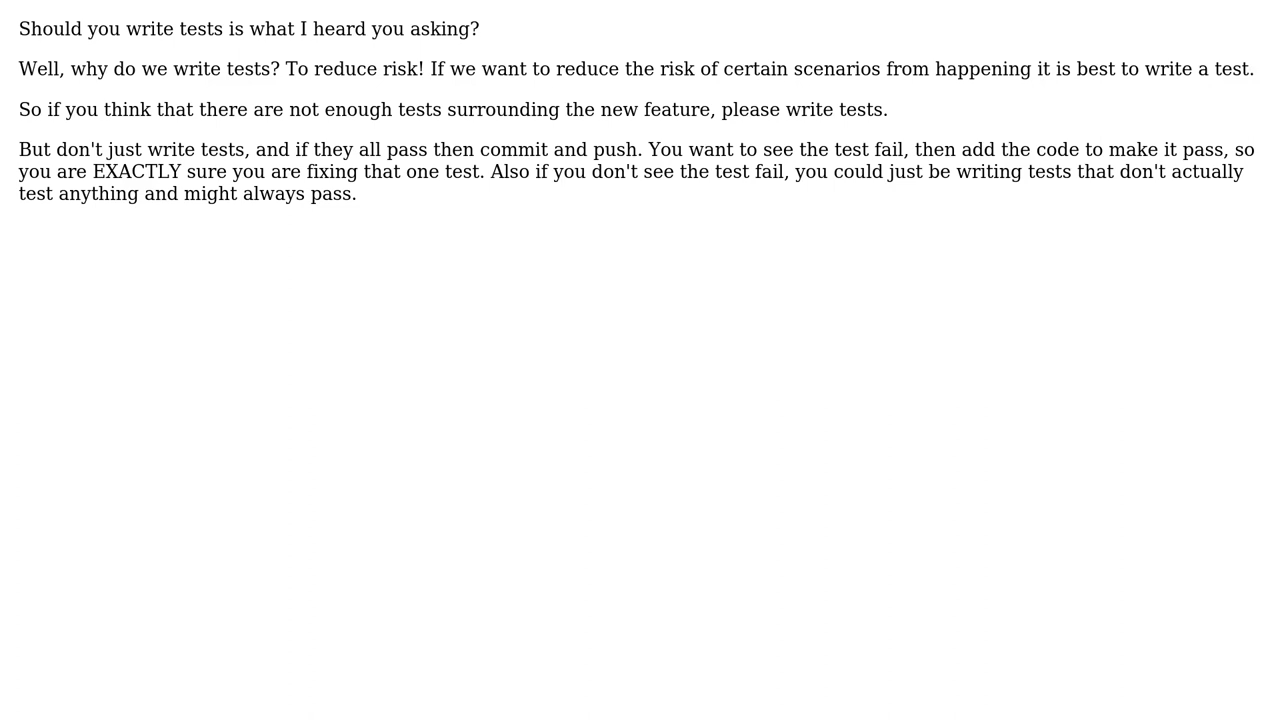 Should you write tests is what I heard you asking?
Well, why do we write tests? To reduce risk! If we want to reduce the risk of certain scenarios from happening it is best to write a test.
So if you think that there are not enough tests surrounding the new feature, please write tests.
But don't just write tests, and if they all pass then commit and push. You want to see the test fail, then add the code to make it pass, so
you are EXACTLY sure you are fixing that one test. Also if you don't see the test fail, you could just be writing tests that don't actually
test anything and might always pass.